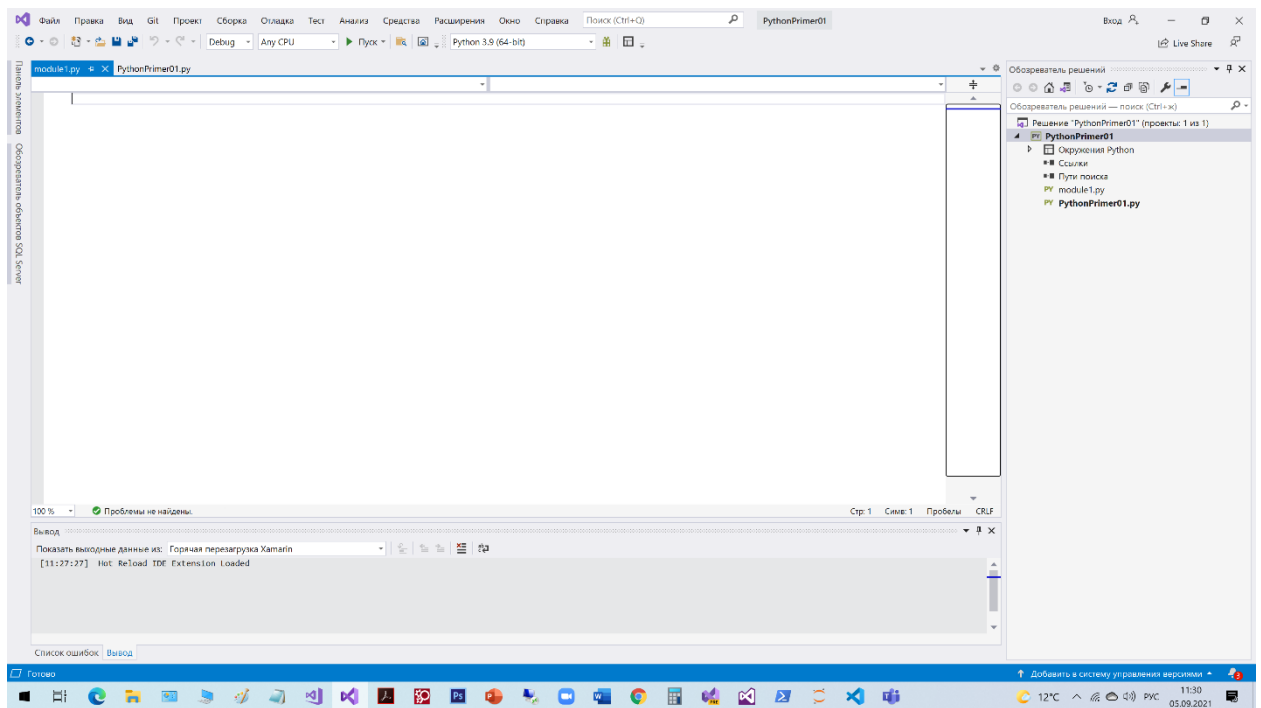 Файл Правка Вид Git Проект Сборка Отладка Тест Анализ Средства Расширения Окно Справка Поиск (Ctrl+Q) PythonPrimer01 Вход
Debug Any CPU Пуск Python 3.9 (64-bit) Live Share
Панель элементов
Обозреватель объектов SQL Server
module1.py PythonPrimer01.py
100 % Проблемы не найдены. Стр: 1 Симв: 1 Пробелы CRLF
Вывод
Показать выходные данные из: Горячая перезагрузка Xamarin
[11:27:27] Hot Reload IDE Extension Loaded
Список ошибок Вывод
Обозреватель решений
Обозреватель решений — поиск (Ctrl+ж)
Решение "PythonPrimer01" (проекты: 1 из 1)
PY PythonPrimer01
Окружения Python
Ссылки
Пути поиска
PY module1.py
PY PythonPrimer01.py
Готово Добавить в систему управления версиями
12°C РУС 11:30
05.09.2021